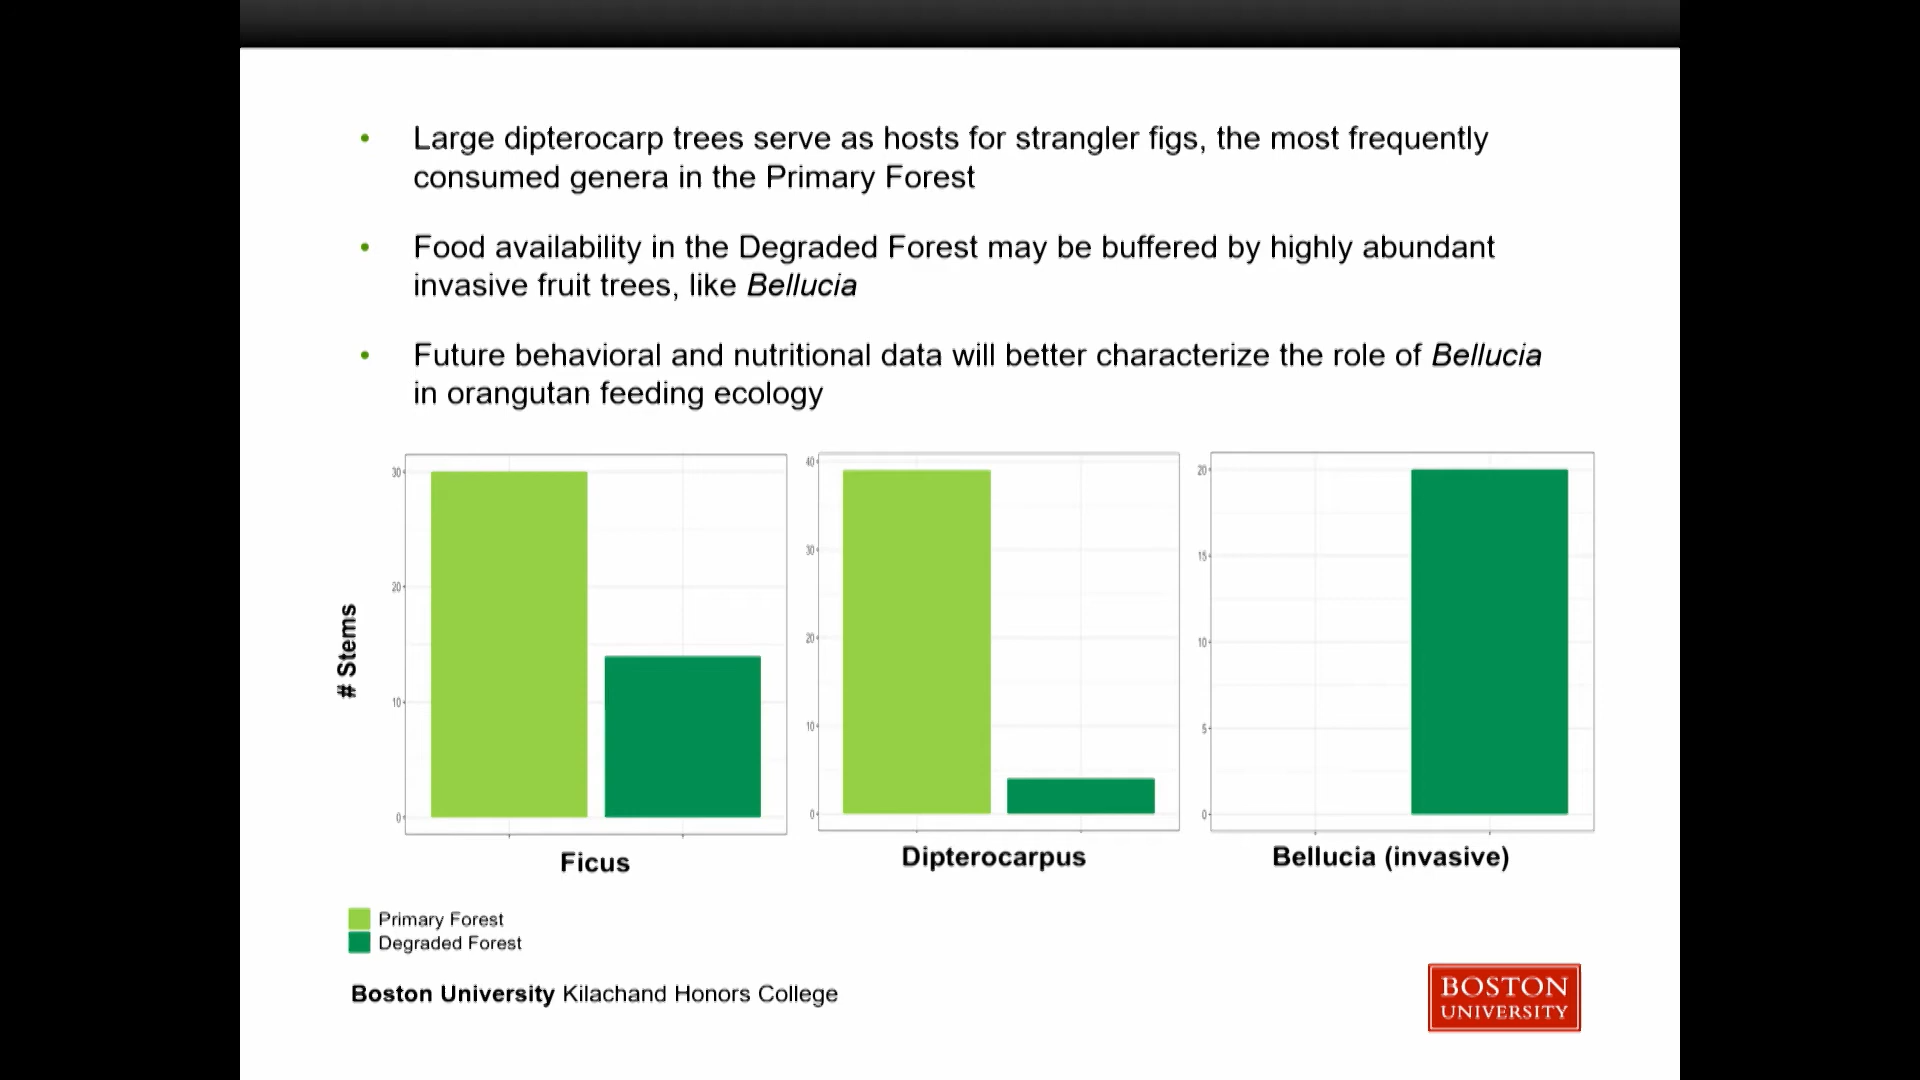 • Large dipterocarp trees serve as hosts for strangler figs, the most frequently
consumed genera in the Primary Forest
• Food availability in the Degraded Forest may be buffered by highly abundant
invasive fruit trees, like Bellucia
• Future behavioral and nutritional data will better characterize the role of Bellucia
in orangutan feeding ecology
# Stems
30
20
10
0
Ficus
40
30
20
10
0
Dipterocarpus
20
15
10
5
0
Bellucia (invasive)
Primary Forest
Degraded Forest
Boston University Kilachand Honors College
BOSTON
UNIVERSITY